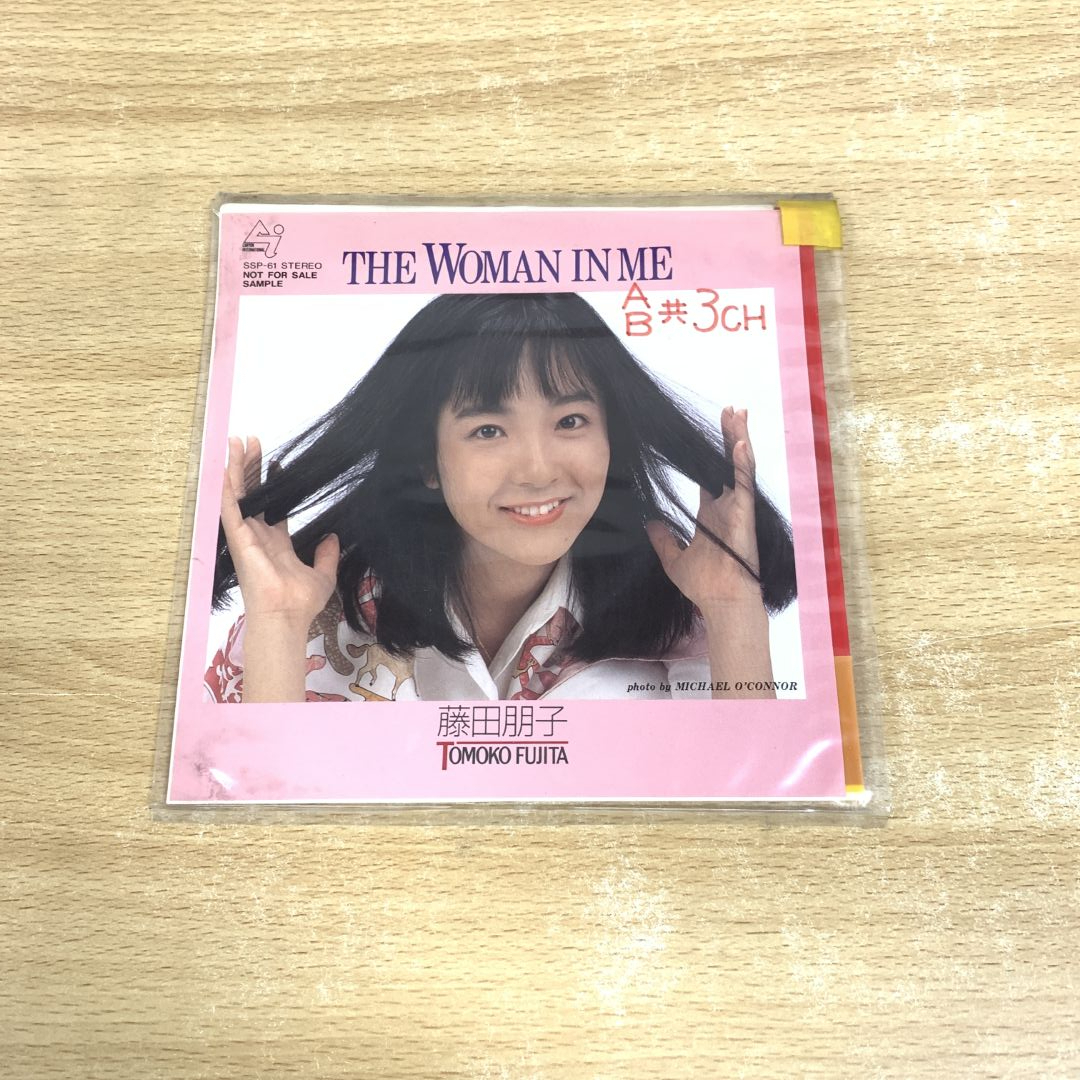 Ai
SSP-61 STEREO
NOT FOR SALE
SAMPLE
THE WOMAN IN ME
A
B 共 3CH
photo by MICHAEL O'CONNOR
藤田朋子
TOMOKO FUJITA